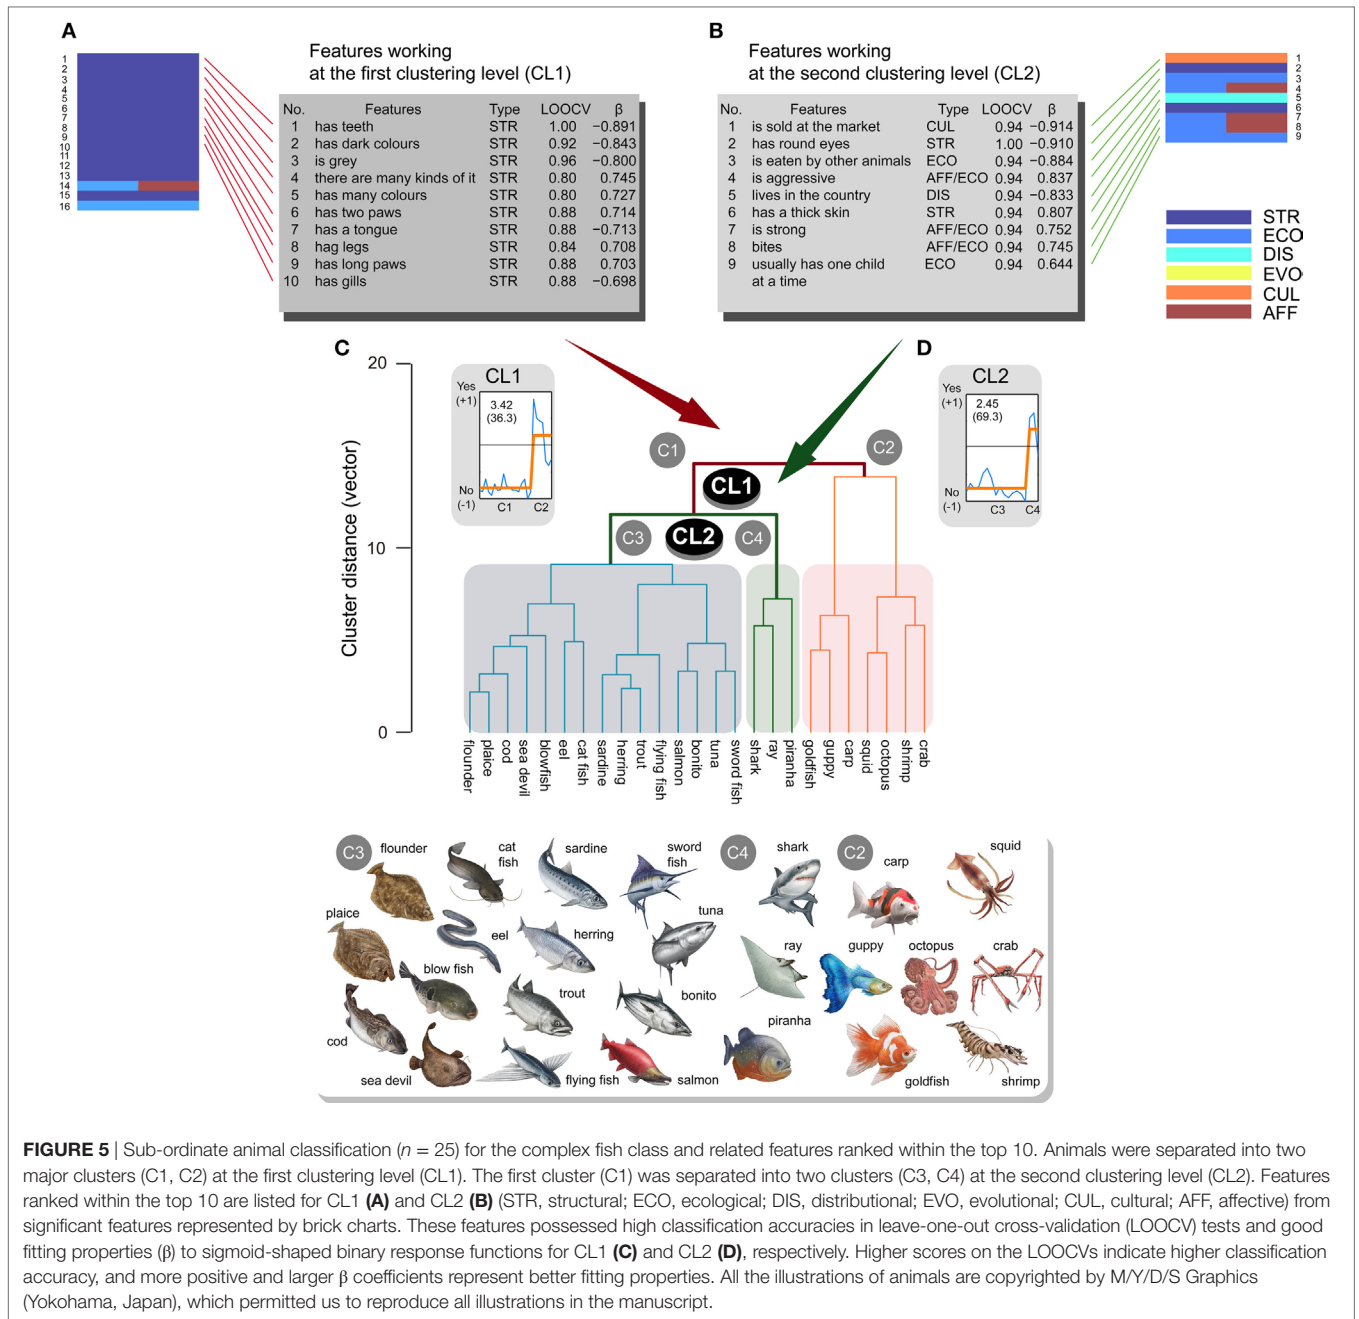 A
Features working
at the first clustering level (CL1)
1
2
3
4
5
6
7
8
9
10
11
12
13
14
15
16
No. Features Type LOOCV β
1 has teeth STR 1.00 −0.891
2 has dark colours STR 0.92 −0.843
3 is grey STR 0.96 −0.800
4 there are many kinds of it STR 0.80 0.745
5 has many colours STR 0.80 0.727
6 has two paws STR 0.88 0.714
7 has a tongue STR 0.88 −0.713
8 hag legs STR 0.84 0.708
9 has long paws STR 0.88 0.703
10 has gills STR 0.88 −0.698
B
Features working
at the second clustering level (CL2)
No. Features Type LOOCV β
1 is sold at the market CUL 0.94 −0.914
2 has round eyes STR 1.00 −0.910
3 is eaten by other animals ECO 0.94 −0.884
4 is aggressive AFF/ECO 0.94 0.837
5 lives in the country DIS 0.94 −0.833
6 has a thick skin STR 0.94 0.807
7 is strong AFF/ECO 0.94 0.752
8 bites AFF/ECO 0.94 0.745
9 usually has one child ECO 0.94 0.644
at a time
1
2
3
4
5
6
7
8
9
STR
ECO
DIS
EVO
CUL
AFF
C
CL1
Yes
(+1)
3.42
(36.3)
No
(-1)
C1 C2
D
CL2
Yes
(+1)
2.45
(69.3)
No
(-1)
C3 C4
Cluster distance (vector)
20
10
0
C1
C2
CL1
C3
CL2
C4
flounder
plaice
cod
sea devil
blowfish
eel
cat fish
sardine
herring
trout
flying fish
salmon
bonito
tuna
sword fish
shark
ray
piranha
goldfish
guppy
carp
squid
octopus
shrimp
crab
C3
flounder
cat
fish
sardine
sword
fish
C4
shark
C2
carp
squid
plaice
eel
herring
tuna
ray
guppy
octopus
crab
blow fish
trout
bonito
piranha
cod
sea devil
flying fish
salmon
goldfish
shrimp
FIGURE 5 | Sub-ordinate animal classification (n = 25) for the complex fish class and related features ranked within the top 10. Animals were separated into two
major clusters (C1, C2) at the first clustering level (CL1). The first cluster (C1) was separated into two clusters (C3, C4) at the second clustering level (CL2). Features
ranked within the top 10 are listed for CL1 (A) and CL2 (B) (STR, structural; ECO, ecological; DIS, distributional; EVO, evolutional; CUL, cultural; AFF, affective) from
significant features represented by brick charts. These features possessed high classification accuracies in leave-one-out cross-validation (LOOCV) tests and good
fitting properties (β) to sigmoid-shaped binary response functions for CL1 (C) and CL2 (D), respectively. Higher scores on the LOOCVs indicate higher classification
accuracy, and more positive and larger β coefficients represent better fitting properties. All the illustrations of animals are copyrighted by M/Y/D/S Graphics
(Yokohama, Japan), which permitted us to reproduce all illustrations in the manuscript.